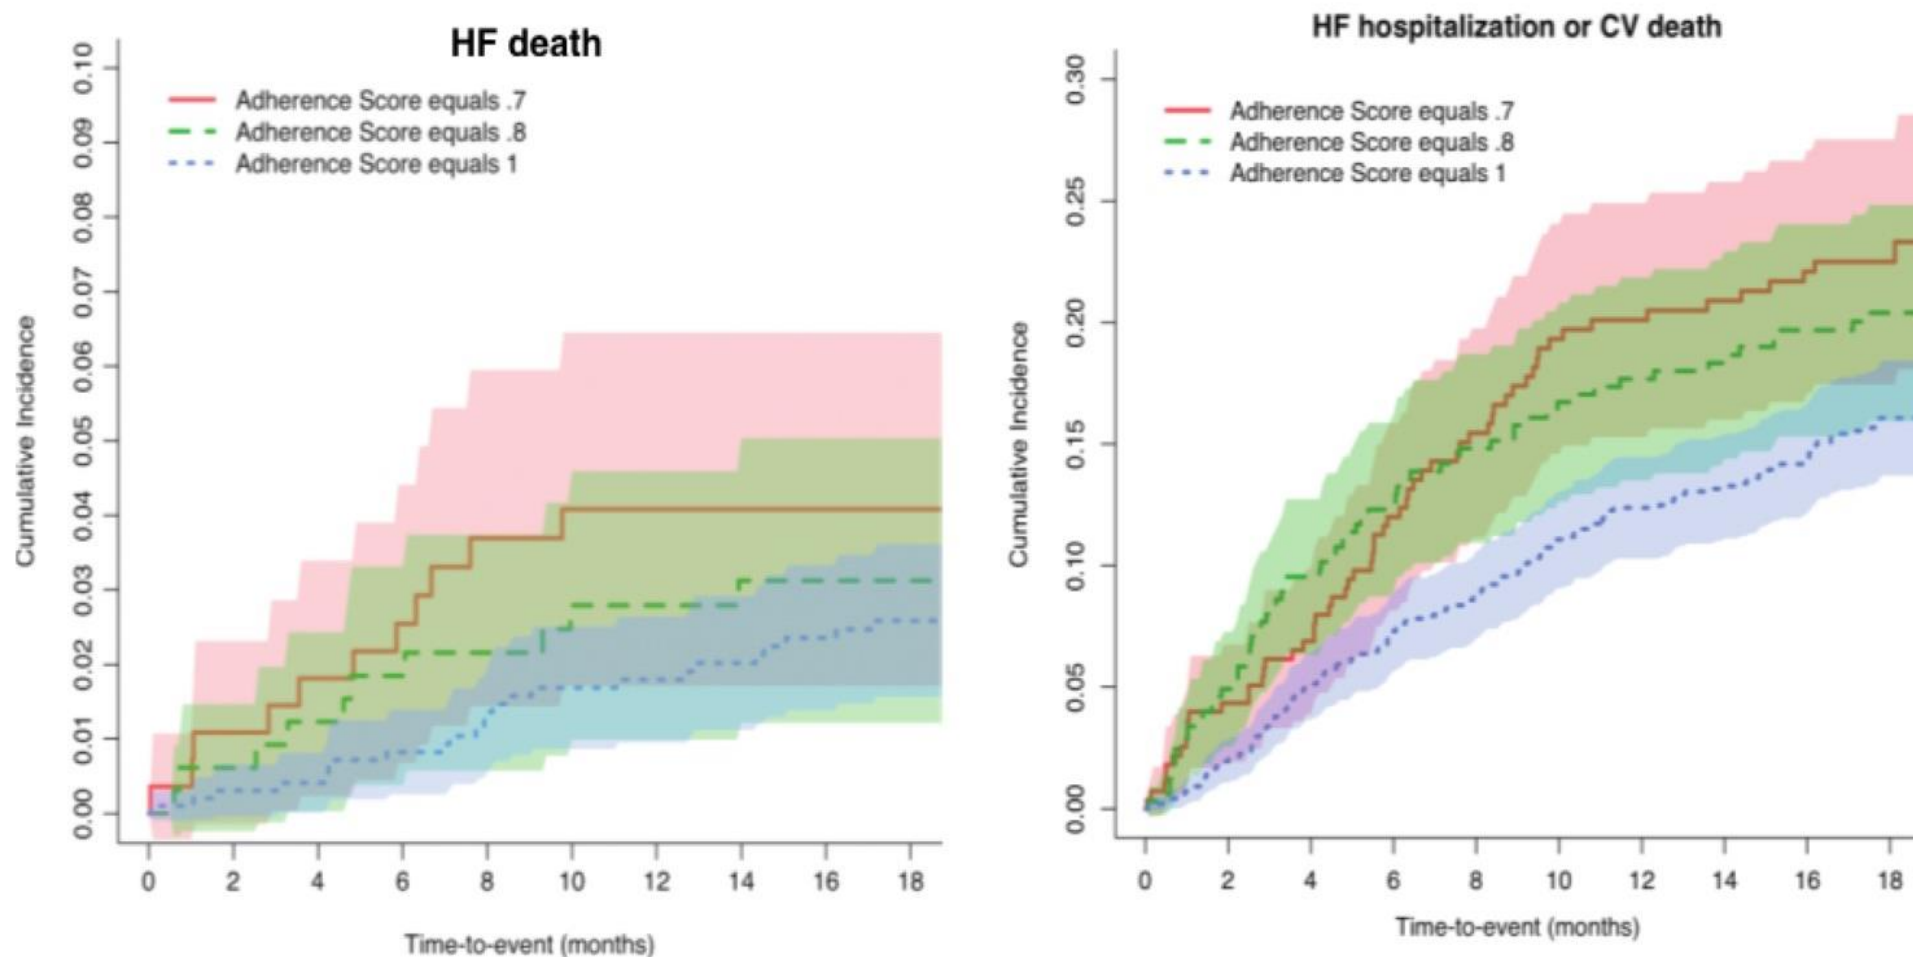 HF death
0.10
0.09
0.08
0.07
0.06
0.05
0.04
0.03
0.02
0.01
0.00
Cumulative Incidence
Adherence Score equals .7
Adherence Score equals .8
Adherence Score equals 1
0 2 4 6 8 10 12 14 16 18
Time-to-event (months)
HF hospitalization or CV death
0.30
0.25
0.20
0.15
0.10
0.05
0.00
Cumulative Incidence
Adherence Score equals .7
Adherence Score equals .8
Adherence Score equals 1
0 2 4 6 8 10 12 14 16 18
Time-to-event (months)